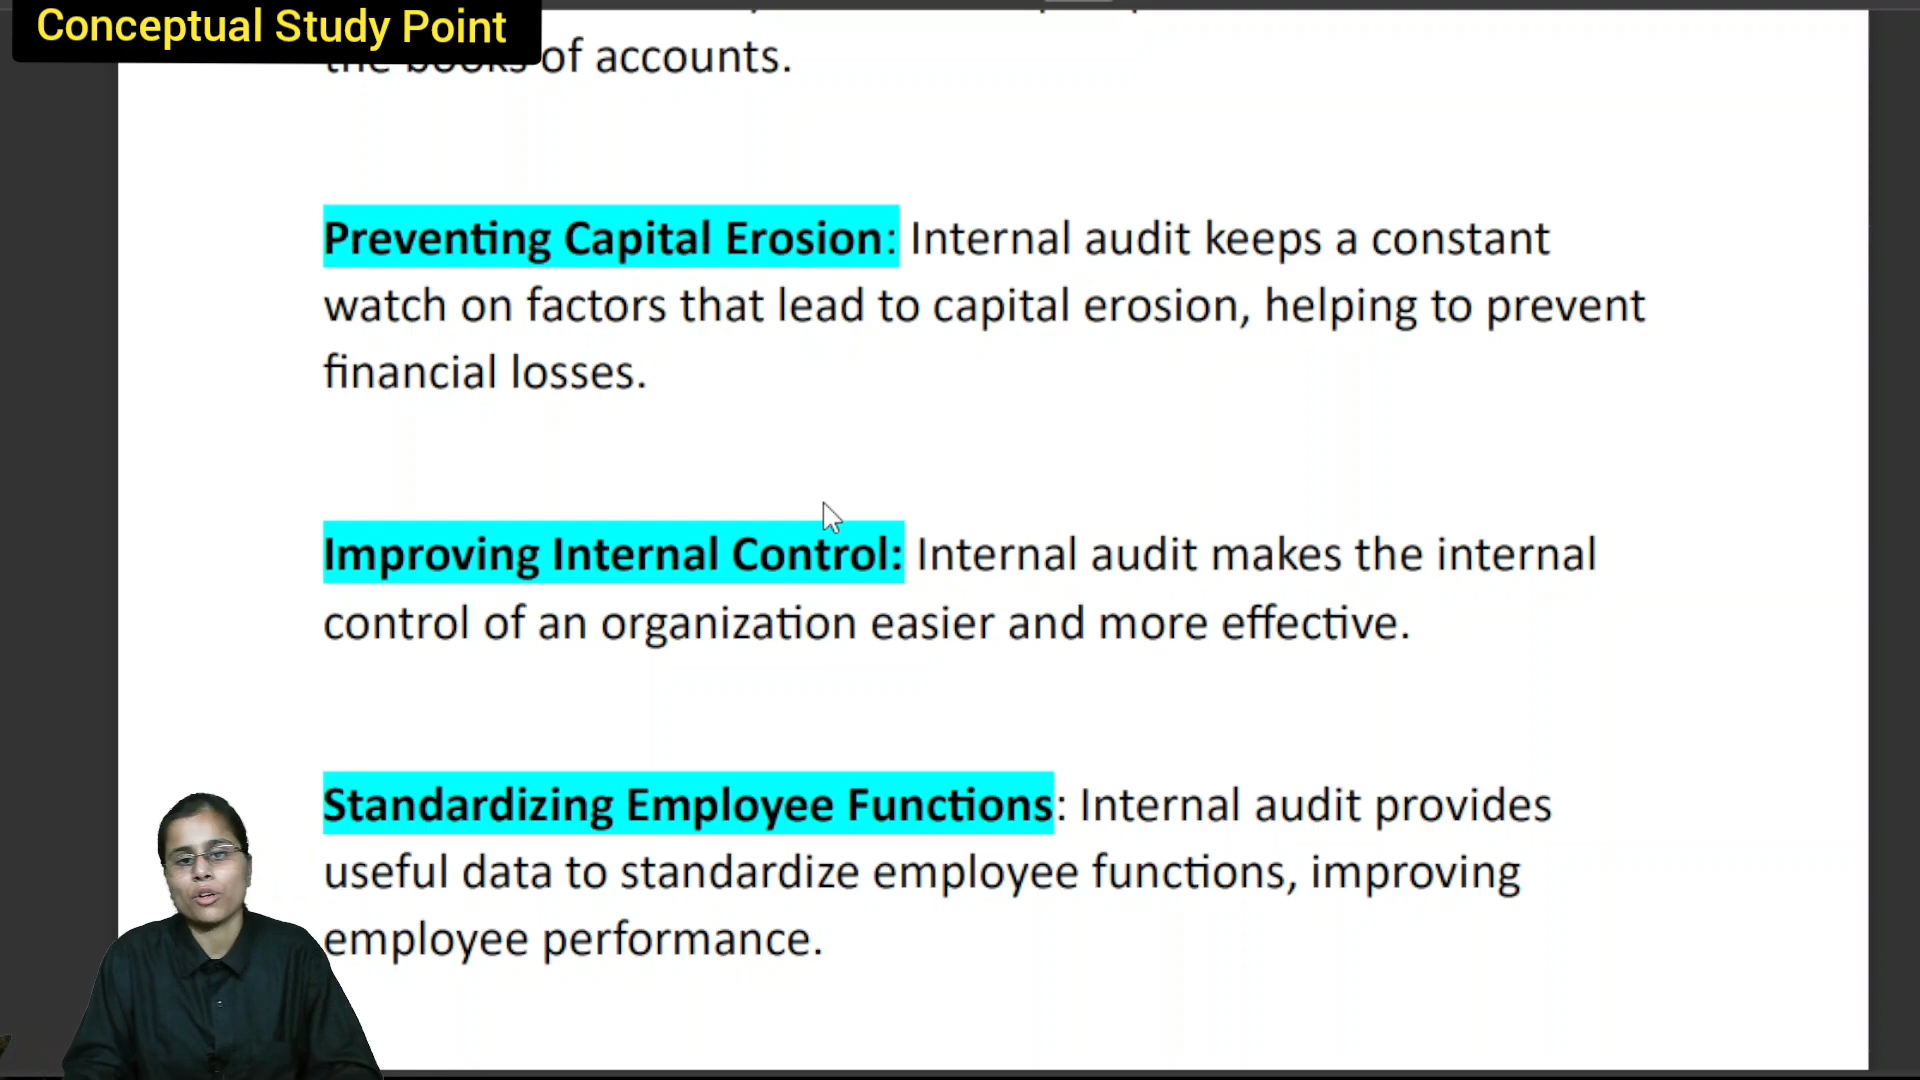 Conceptual Study Point
the books of accounts.
Preventing Capital Erosion: Internal audit keeps a constant
watch on factors that lead to capital erosion, helping to prevent
financial losses.
Improving Internal Control: Internal audit makes the internal
control of an organization easier and more effective.
Standardizing Employee Functions: Internal audit provides
useful data to standardize employee functions, improving
employee performance.